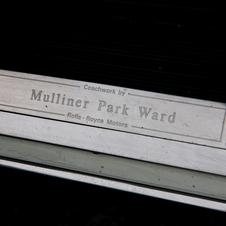 Coachwork by
Mulliner Park Ward
Rolls-Royce Motors